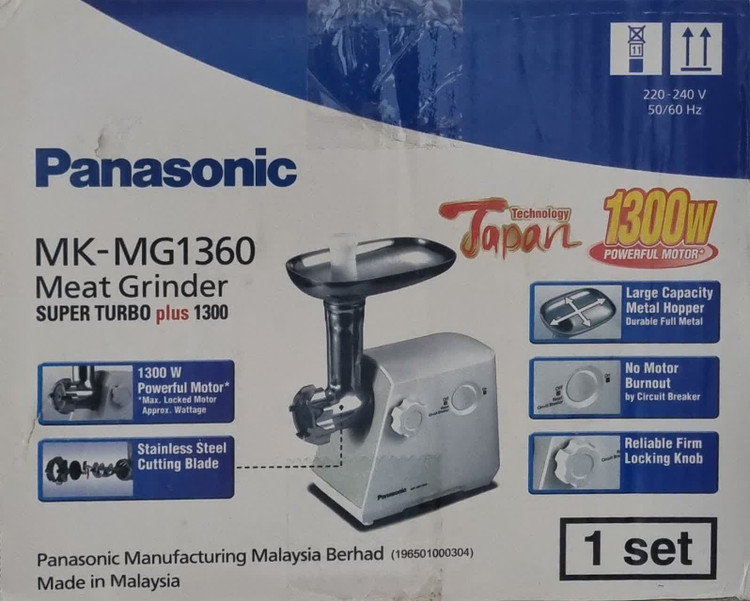 11
220-240 V
50/60 Hz
Panasonic
Technology
Japan
1300W
POWERFUL MOTOR*
MK-MG1360
Meat Grinder
SUPER TURBO plus 1300
1300 W
Powerful Motor*
*Max. Locked Motor
Approx. Wattage
Stainless Steel
Cutting Blade
Large Capacity
Metal Hopper
Durable Full Metal
No Motor
Burnout
by Circuit Breaker
Reliable Firm
Locking Knob
Panasonic
Panasonic Manufacturing Malaysia Berhad (196501000304)
Made in Malaysia
1 set